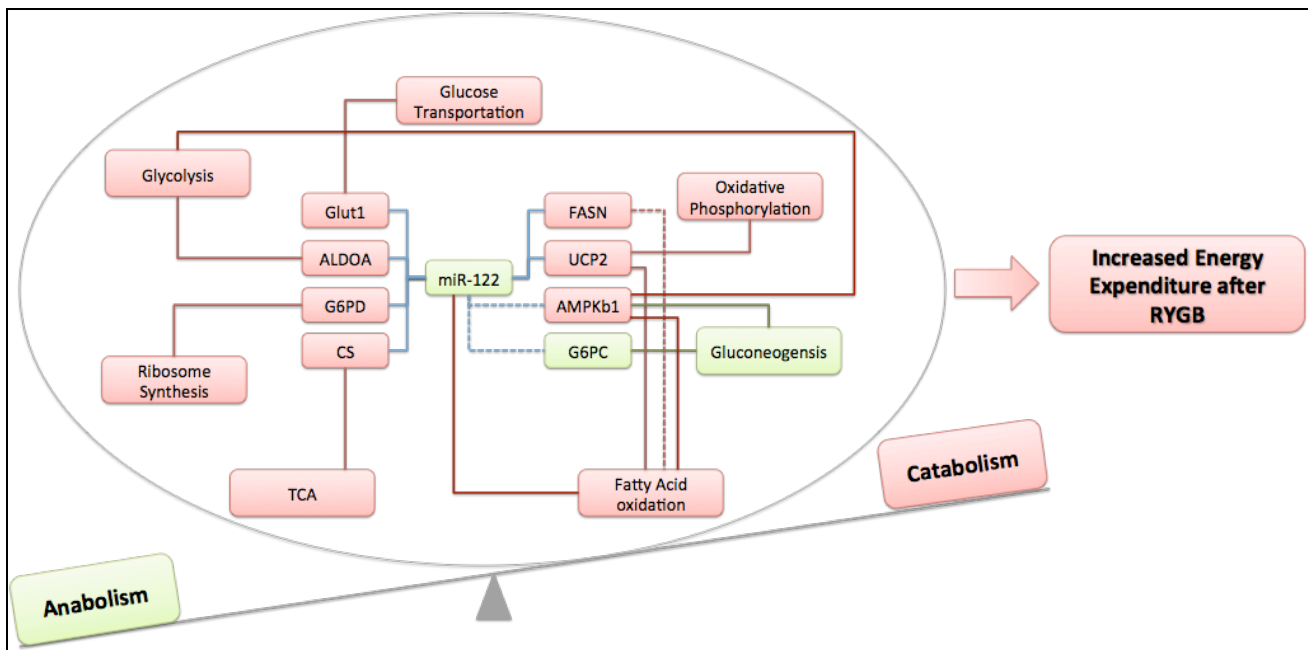 Glucose
Transportation
Glycolysis
Oxidative
Phosphorylation
Glut1
FASN
ALDOA
UCP2
miR-122
G6PD
AMPKb1
CS
G6PC
Gluconeogensis
Ribosome
Synthesis
TCA
Fatty Acid
oxidation
Increased Energy
Expenditure after
RYGB
Catabolism
Anabolism